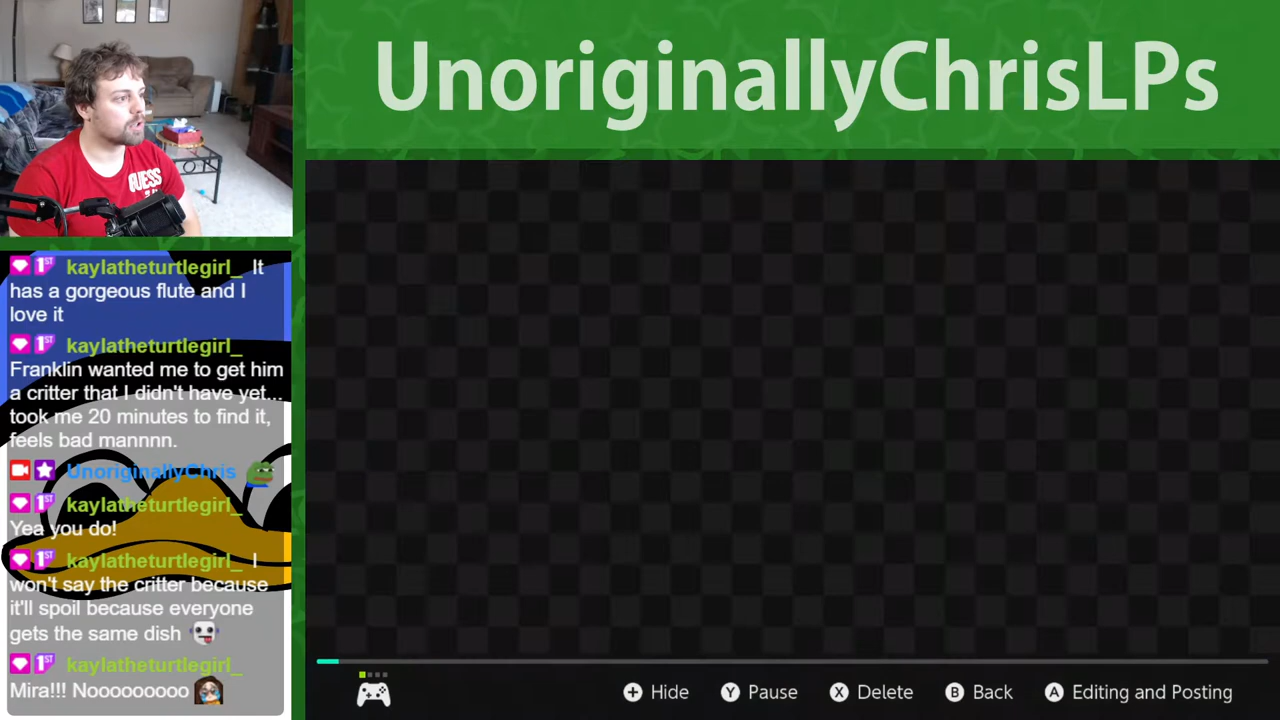 UnoriginallyChrisLPs
GUESS
kaylatheturtlegirl_ It
has a gorgeous flute and I
love it
kaylatheturtlegirl_
Franklin wanted me to get him
a critter that I didn't have yet...
took me 20 minutes to find it,
feels bad mannnn.
UnoriginallyChris
kaylatheturtlegirl_
Yea you do!
kaylatheturtlegirl_ I
won't say the critter because
it'll spoil because everyone
gets the same dish
kaylatheturtlegirl_
Mira!!! Nooooooooo
+ Hide
Y Pause
X Delete
B Back
A Editing and Posting